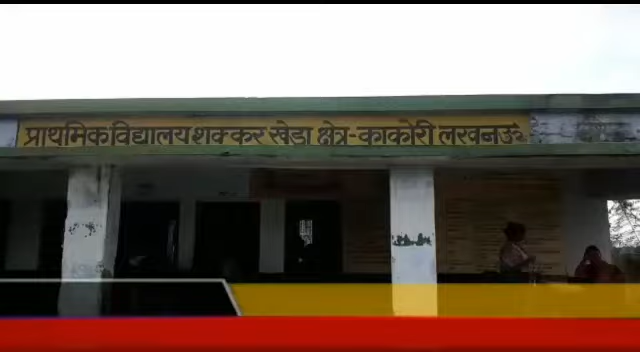 प्राथमिक विद्यालय शक्कर खेडा क्षेत्र-काकोरी लखनऊ